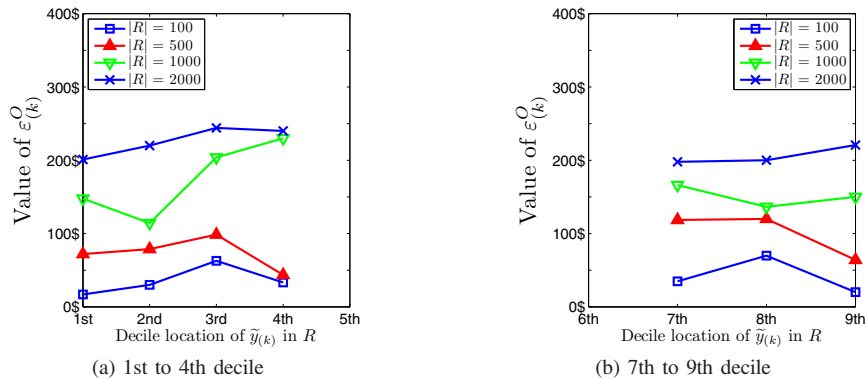 400$
300$
200$
100$
0$
Value of ε^O_(k)
|R| = 100
|R| = 500
|R| = 1000
|R| = 2000
1st 2nd 3rd 4th 5th
Decile location of ỹ_(k) in R
(a) 1st to 4th decile
400$
300$
200$
100$
0$
Value of ε^O_(k)
|R| = 100
|R| = 500
|R| = 1000
|R| = 2000
6th 7th 8th 9th
Decile location of ỹ_(k) in R
(b) 7th to 9th decile